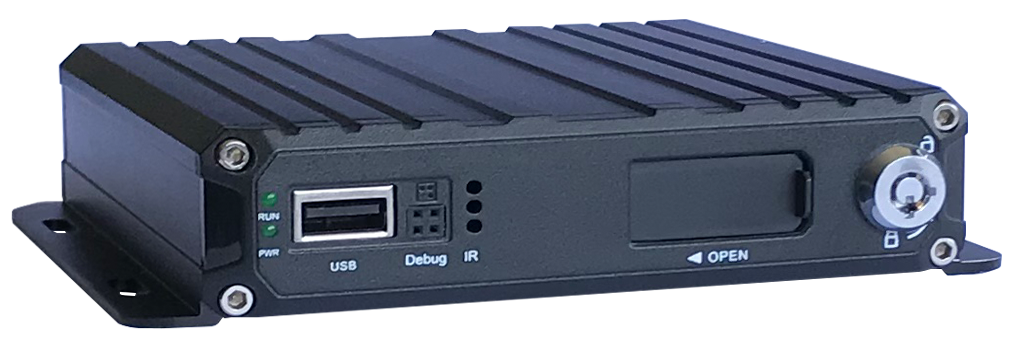 RUN
PWR
USB
Debug
IR
◀ OPEN